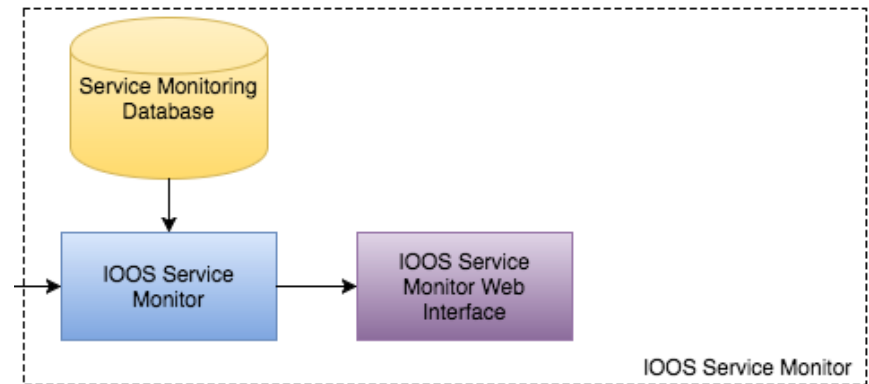 Service Monitoring
Database
IOOS Service
Monitor
IOOS Service
Monitor Web
Interface
IOOS Service Monitor